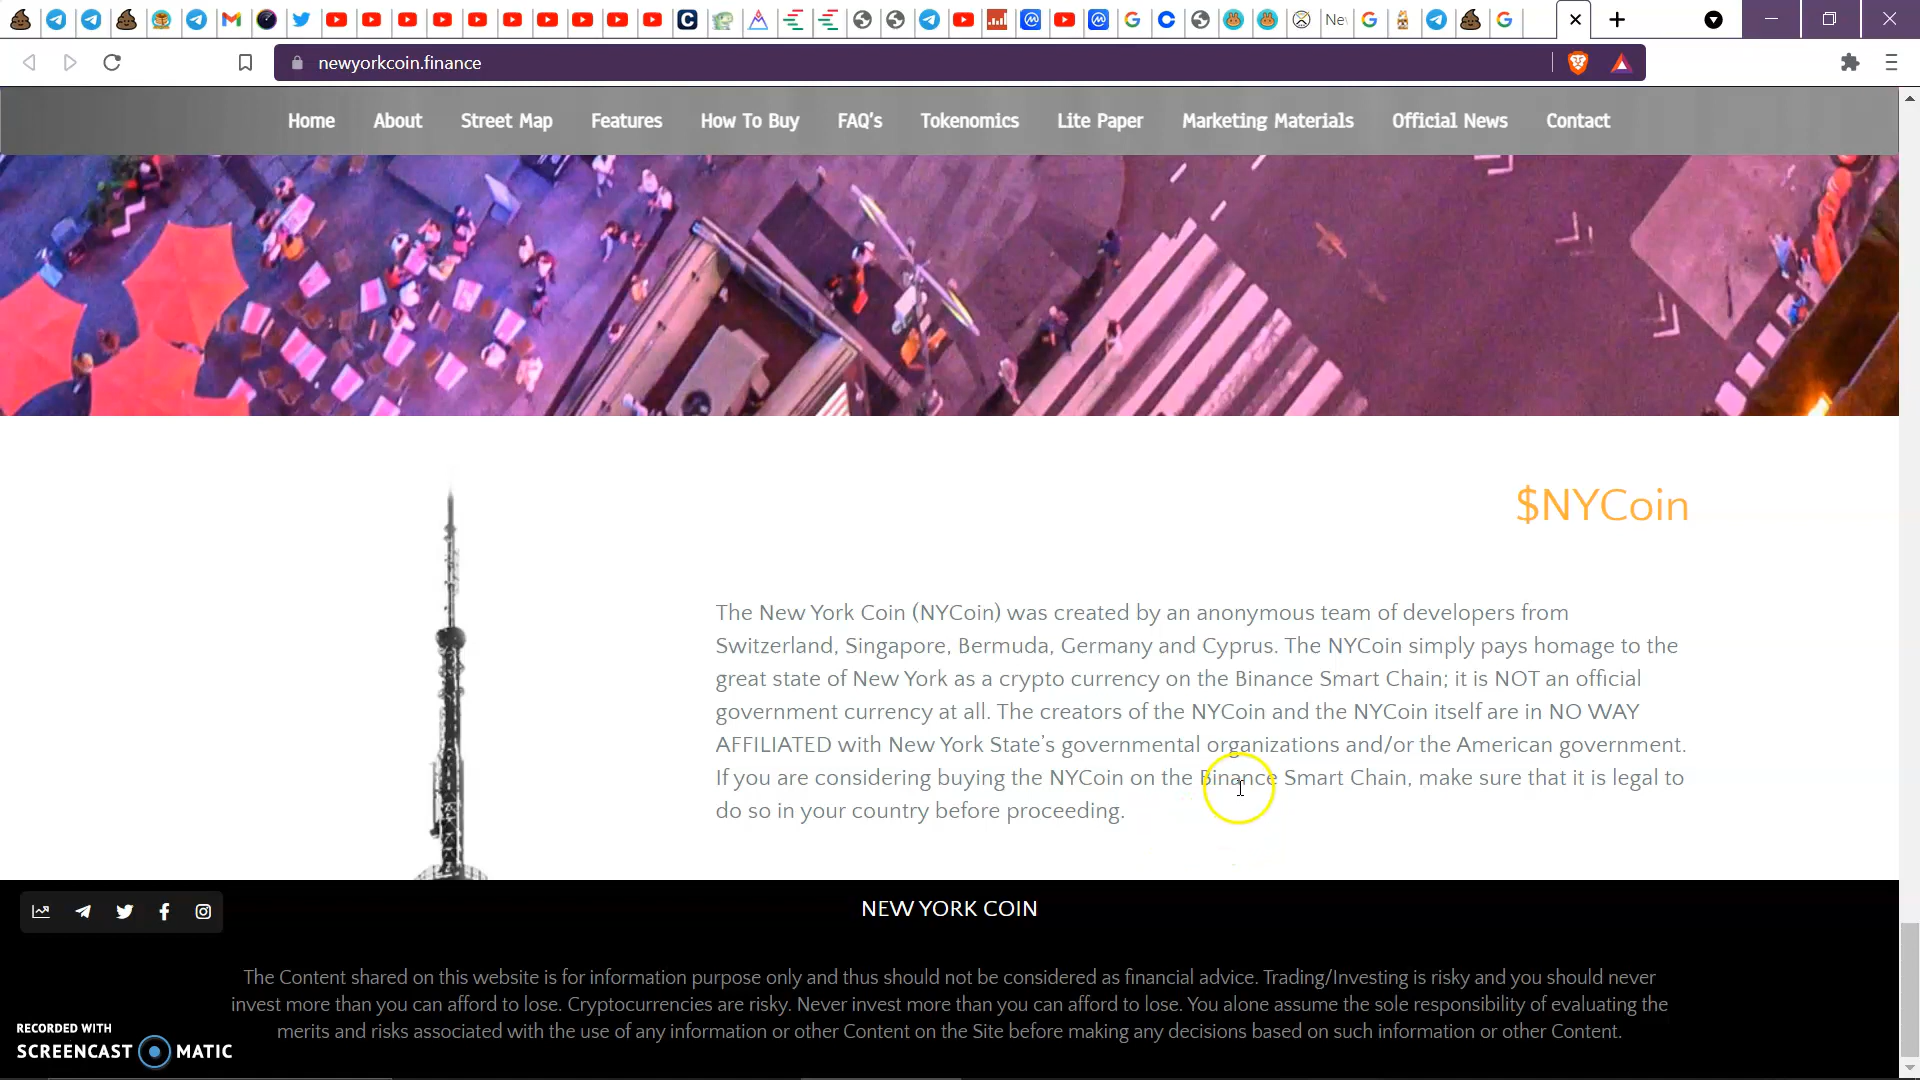 Ne
newyorkcoin.finance
Home About Street Map Features How To Buy FAQ's Tokenomics Lite Paper Marketing Materials Official News Contact
$NYCoin
The New York Coin (NYCoin) was created by an anonymous team of developers from
Switzerland, Singapore, Bermuda, Germany and Cyprus. The NYCoin simply pays homage to the
great state of New York as a crypto currency on the Binance Smart Chain; it is NOT an official
government currency at all. The creators of the NYCoin and the NYCoin itself are in NO WAY
AFFILIATED with New York State's governmental organizations and/or the American government.
If you are considering buying the NYCoin on the Binance Smart Chain, make sure that it is legal to
do so in your country before proceeding.
NEW YORK COIN
The Content shared on this website is for information purpose only and thus should not be considered as financial advice. Trading/Investing is risky and you should never
invest more than you can afford to lose. Cryptocurrencies are risky. Never invest more than you can afford to lose. You alone assume the sole responsibility of evaluating the
merits and risks associated with the use of any information or other Content on the Site before making any decisions based on such information or other Content.
RECORDED WITH
SCREENCAST MATIC